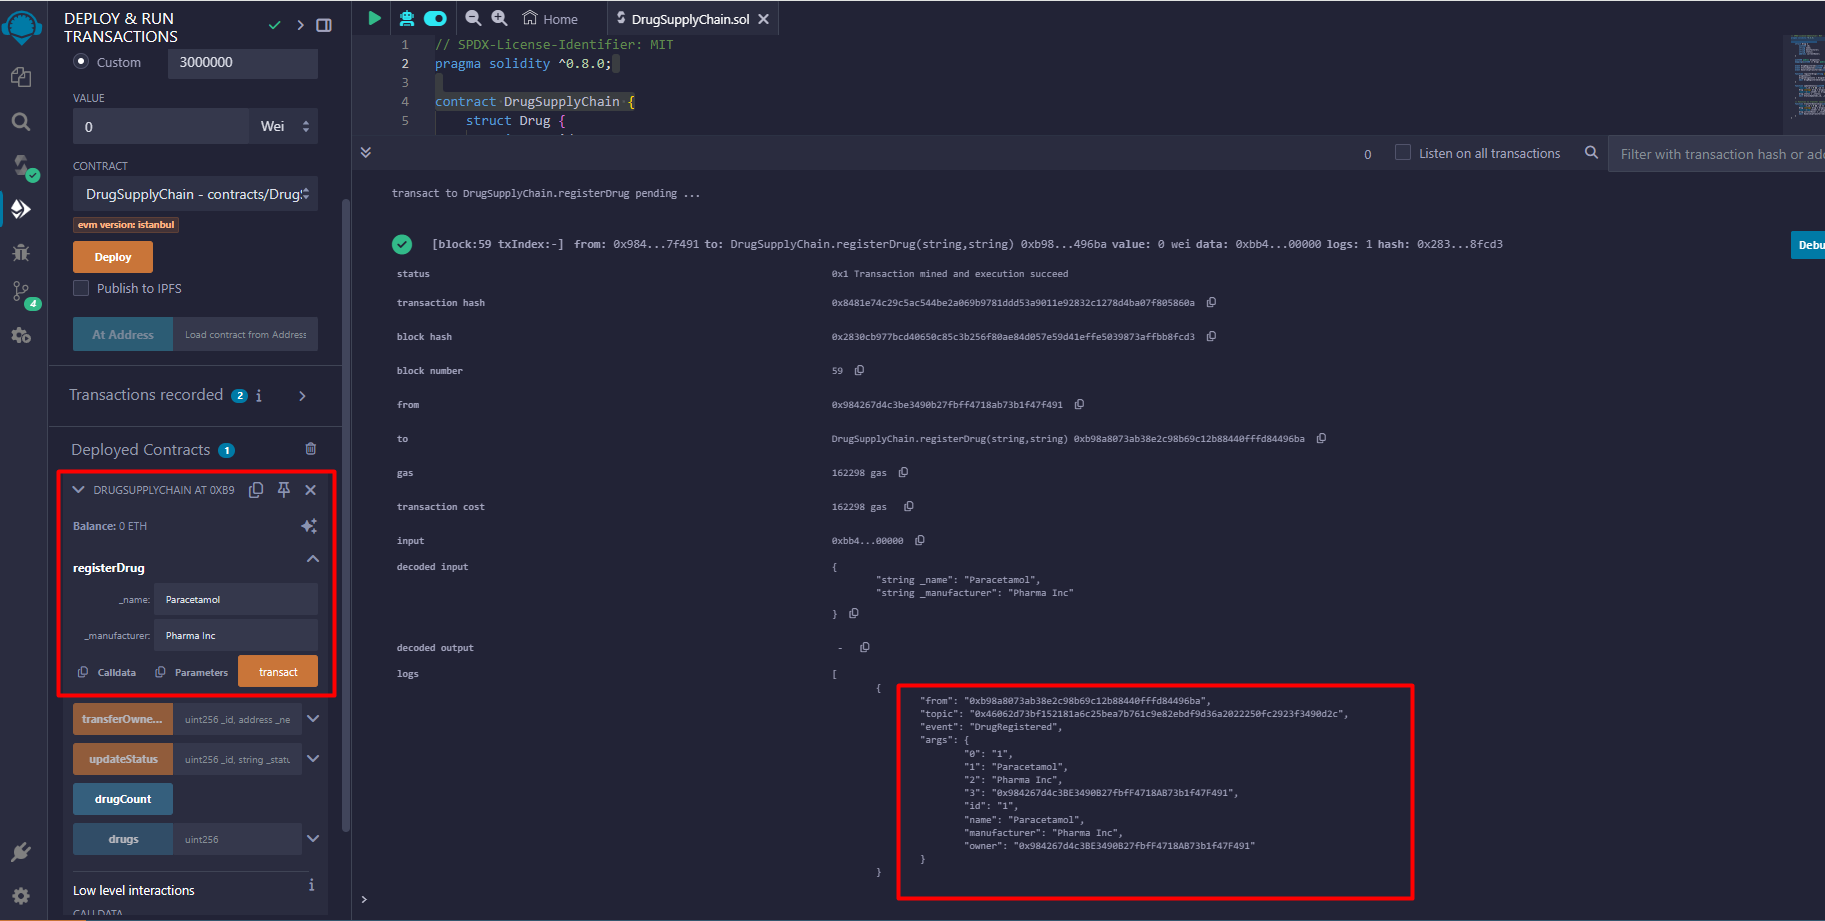 DEPLOY & RUN
TRANSACTIONS
Custom
3000000
VALUE
0
Wei
CONTRACT
DrugSupplyChain - contracts/Drug
evm version: istanbul
Deploy
Publish to IPFS
At Address
Load contract from Address
Transactions recorded 2 i
Deployed Contracts 1
DRUGSUPPLYCHAIN AT 0XB9
Balance: 0 ETH
registerDrug
_name: Paracetamol
_manufacturer: Pharma Inc
Calldata Parameters transact
transferOwne... uint256 _id, address _ne
updateStatus uint256 _id, string _statu
drugCount
drugs uint256
Low level interactions i
CALLDATA
4
Home
DrugSupplyChain.sol
1 // SPDX-License-Identifier: MIT
2 pragma solidity ^0.8.0;
3
4 contract DrugSupplyChain {
5 struct Drug {
0 Listen on all transactions Filter with transaction hash or add
transact to DrugSupplyChain.registerDrug pending ...
[block:59 txIndex:-] from: 0x984...7f491 to: DrugSupplyChain.registerDrug(string,string) 0xb98...496ba value: 0 wei data: 0xbb4...00000 logs: 1 hash: 0x283...8fcd3
Debu
status 0x1 Transaction mined and execution succeed
transaction hash 0x8481e74c29c5ac544be2a069b9781ddd53a9011e92832c1278d4ba07f805860a
block hash 0x2830cb977bcd40650c85c3b256f80ae84d057e59d41effe5039873affbb8fcd3
block number 59
from 0x984267d4c3be3490b27fbff4718ab73b1f47f491
to DrugSupplyChain.registerDrug(string,string) 0xb98a8073ab38e2c98b69c12b88440fffd84496ba
gas 162298 gas
transaction cost 162298 gas
input 0xbb4...00000
decoded input {
"string _name": "Paracetamol",
"string _manufacturer": "Pharma Inc"
}
decoded output -
logs [
{
"from": "0xb98a8073ab38e2c98b69c12b88440fffd84496ba",
"topic": "0x46062d73bf152181a6c25bea7b761c9e82ebdf9d36a2022250fc2923f3490d2c",
"event": "DrugRegistered",
"args": {
"0": "1",
"1": "Paracetamol",
"2": "Pharma Inc",
"3": "0x984267d4c3BE3490B27fbfF4718AB73b1f47F491",
"id": "1",
"name": "Paracetamol",
"manufacturer": "Pharma Inc",
"owner": "0x984267d4c3BE3490B27fbfF4718AB73b1f47F491"
}
}
>